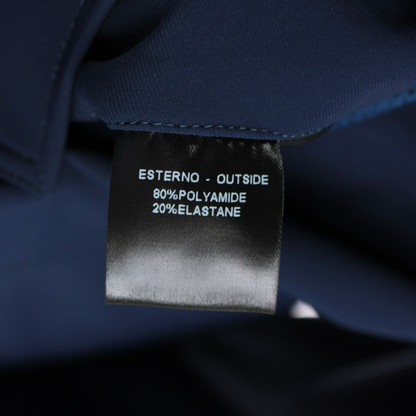 ESTERNO - OUTSIDE
80%POLYAMIDE
20%ELASTANE